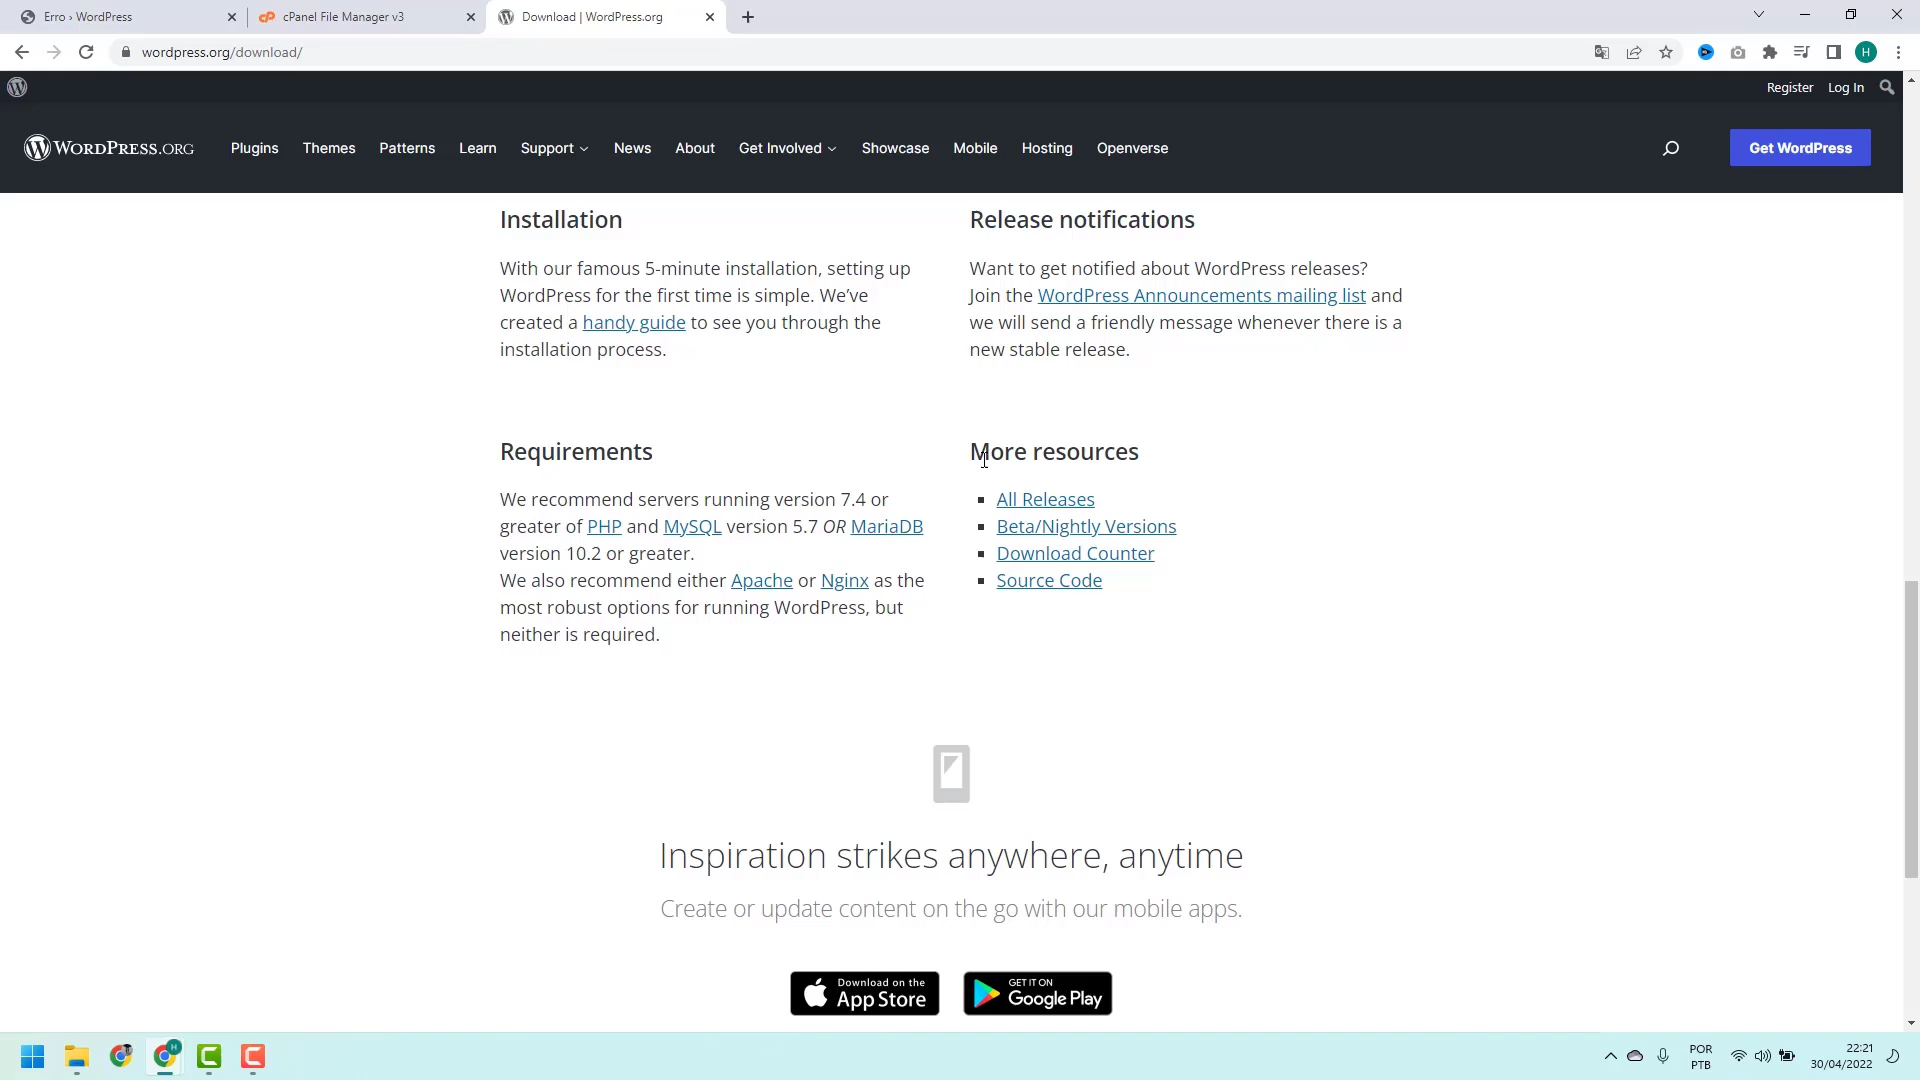 Erro › WordPress
cPanel File Manager v3
Download | WordPress.org
wordpress.org/download/
H
Register
Log In
WORDPRESS.ORG
Plugins
Themes
Patterns
Learn
Support
News
About
Get Involved
Showcase
Mobile
Hosting
Openverse
Get WordPress
Installation
With our famous 5-minute installation, setting up
WordPress for the first time is simple. We’ve
created a handy guide to see you through the
installation process.
Release notifications
Want to get notified about WordPress releases?
Join the WordPress Announcements mailing list and
we will send a friendly message whenever there is a
new stable release.
Requirements
We recommend servers running version 7.4 or
greater of PHP and MySQL version 5.7 OR MariaDB
version 10.2 or greater.
We also recommend either Apache or Nginx as the
most robust options for running WordPress, but
neither is required.
More resources
All Releases
Beta/Nightly Versions
Download Counter
Source Code
Inspiration strikes anywhere, anytime
Create or update content on the go with our mobile apps.
Download on the
App Store
GET IT ON
Google Play
H
POR
PTB
22:21
30/04/2022